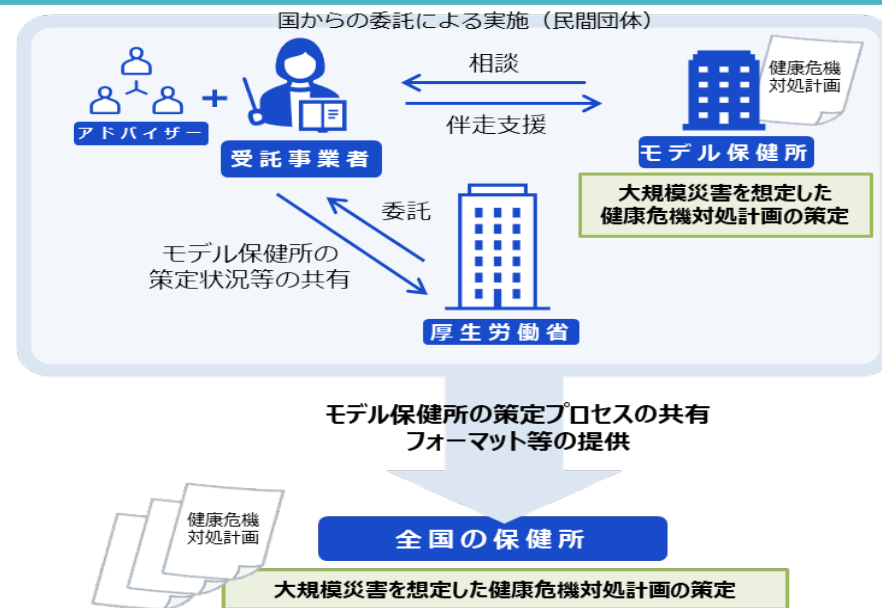 国からの委託による実施（民間団体）
相談
健康危機
対処計画
伴走支援
アドバイザー
受託事業者
モデル保健所
大規模災害を想定した
健康危機対処計画の策定
委託
モデル保健所の
策定状況等の共有
厚生労働省
モデル保健所の策定プロセスの共有
フォーマット等の提供
健康危機
対処計画
全国の保健所
大規模災害を想定した健康危機対処計画の策定